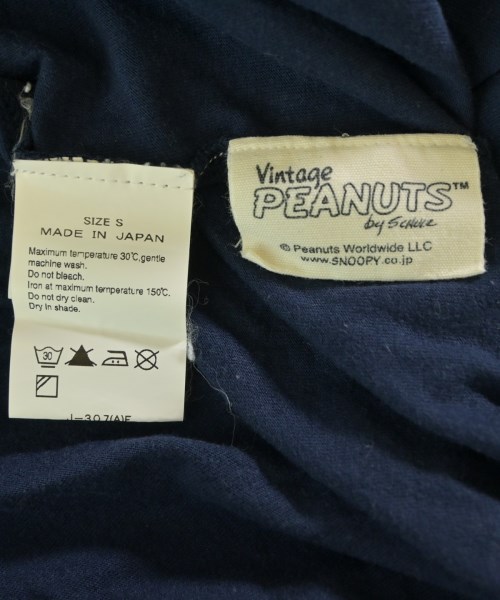 SIZE S
MADE IN JAPAN
Maximum temperature 30℃, gentle
machine wash.
Do not bleach.
Iron at maximum temperature 150℃.
Do not dry clean.
Dry in shade.
30
Vintage
PEANUTS™
by SCHULZ
© Peanuts Worldwide LLC
www.SNOOPY.co.jp